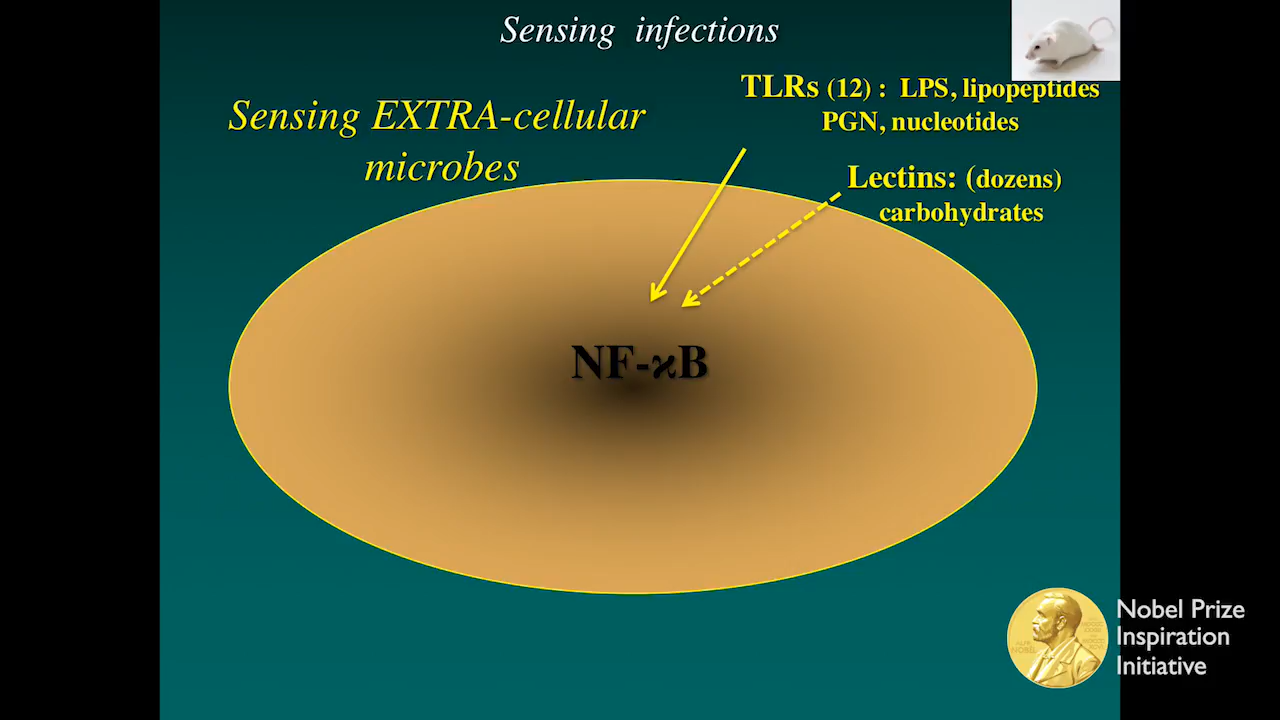 Sensing infections
Sensing EXTRA-cellular
microbes
TLRs (12) : LPS, lipopeptides
PGN, nucleotides
Lectins: (dozens)
carbohydrates
NF-ϰB
Nobel Prize
Inspiration
Initiative